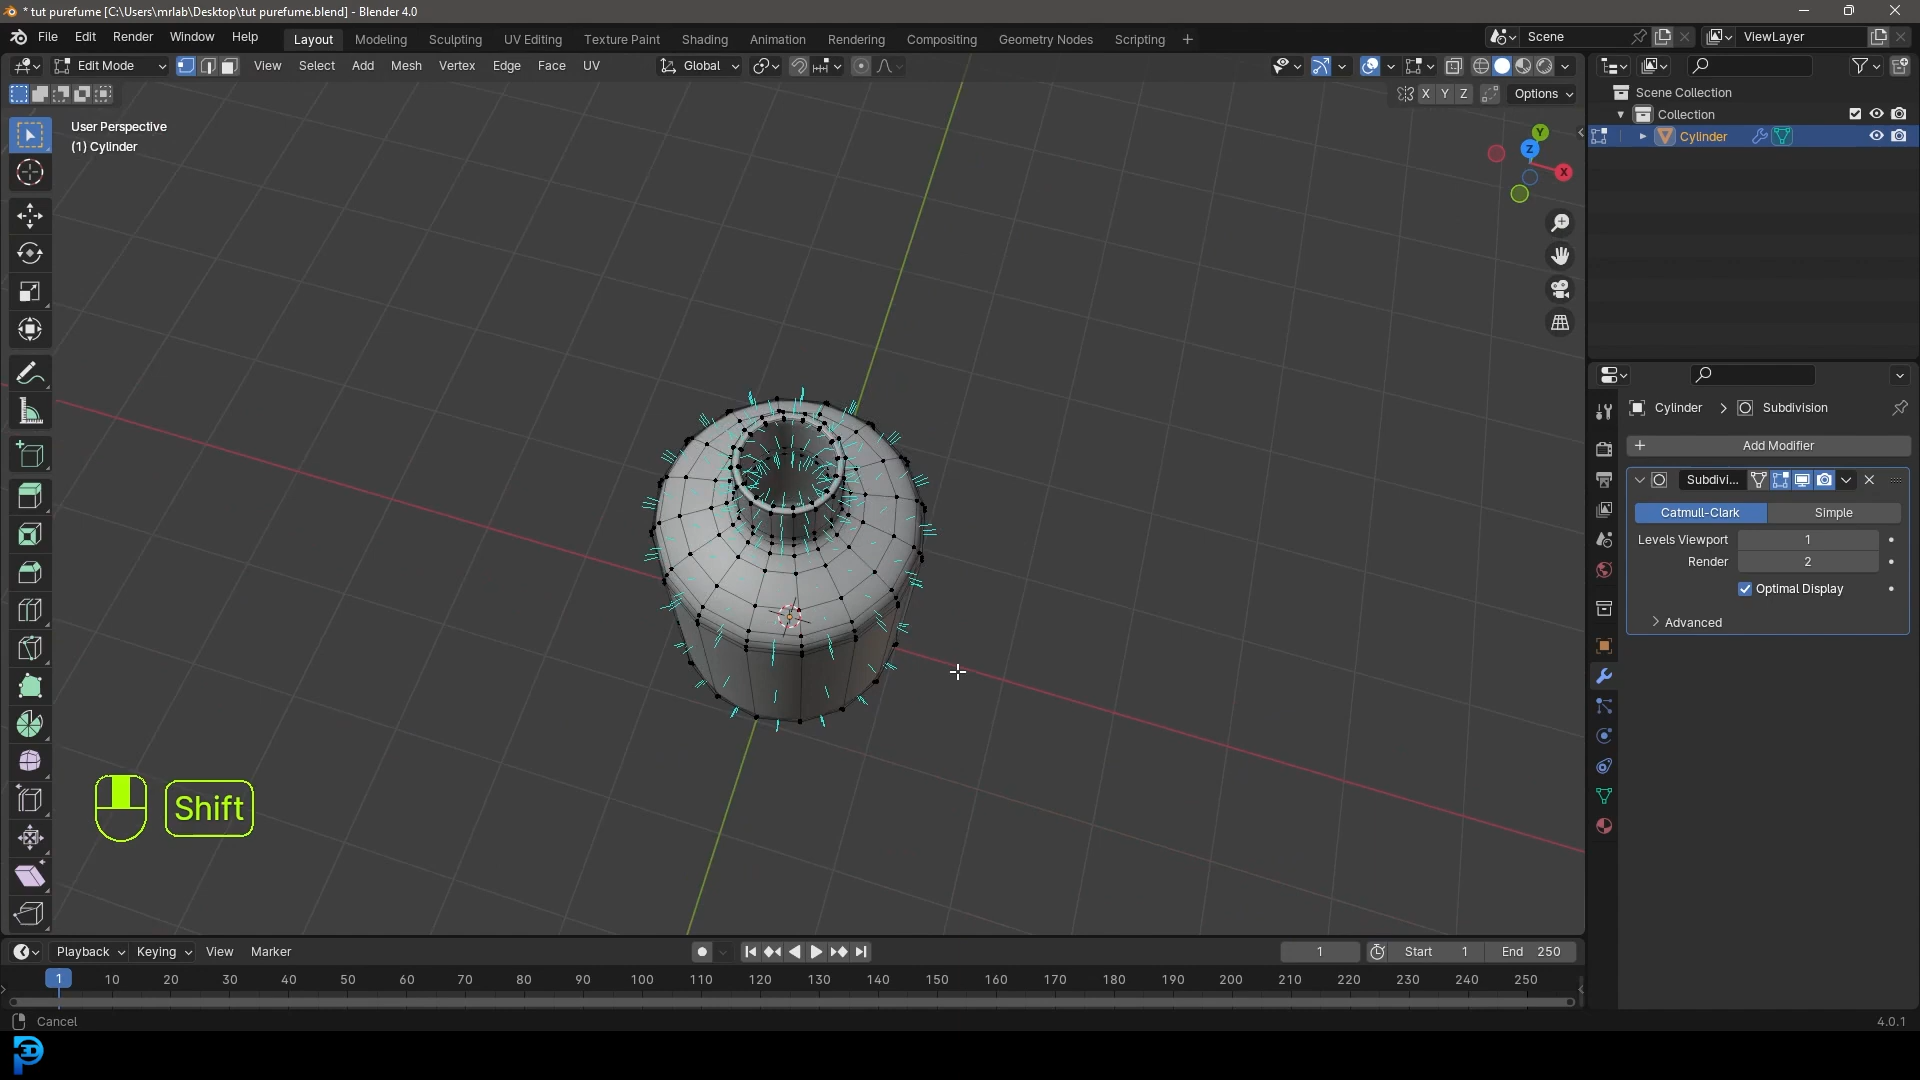 * tut purefume [C:\Users\mrlab\Desktop\tut purefume.blend] - Blender 4.0
File Edit Render Window Help Layout Modeling Sculpting UV Editing Texture Paint Shading Animation Rendering Compositing Geometry Nodes Scripting + Scene ViewLayer
Edit Mode View Select Add Mesh Vertex Edge Face UV Global
X Y Z Options
User Perspective
(1) Cylinder
Y
Z
X
Scene Collection
Collection
Cylinder
Cylinder > Subdivision
+ Add Modifier
Subdivi...
Catmull-Clark Simple
Levels Viewport 1
Render 2
Optimal Display
> Advanced
Shift
Playback Keying View Marker 1 Start 1 End 250
1 10 20 30 40 50 60 70 80 90 100 110 120 130 140 150 160 170 180 190 200 210 220 230 240 250
Cancel 4.0.1
3D